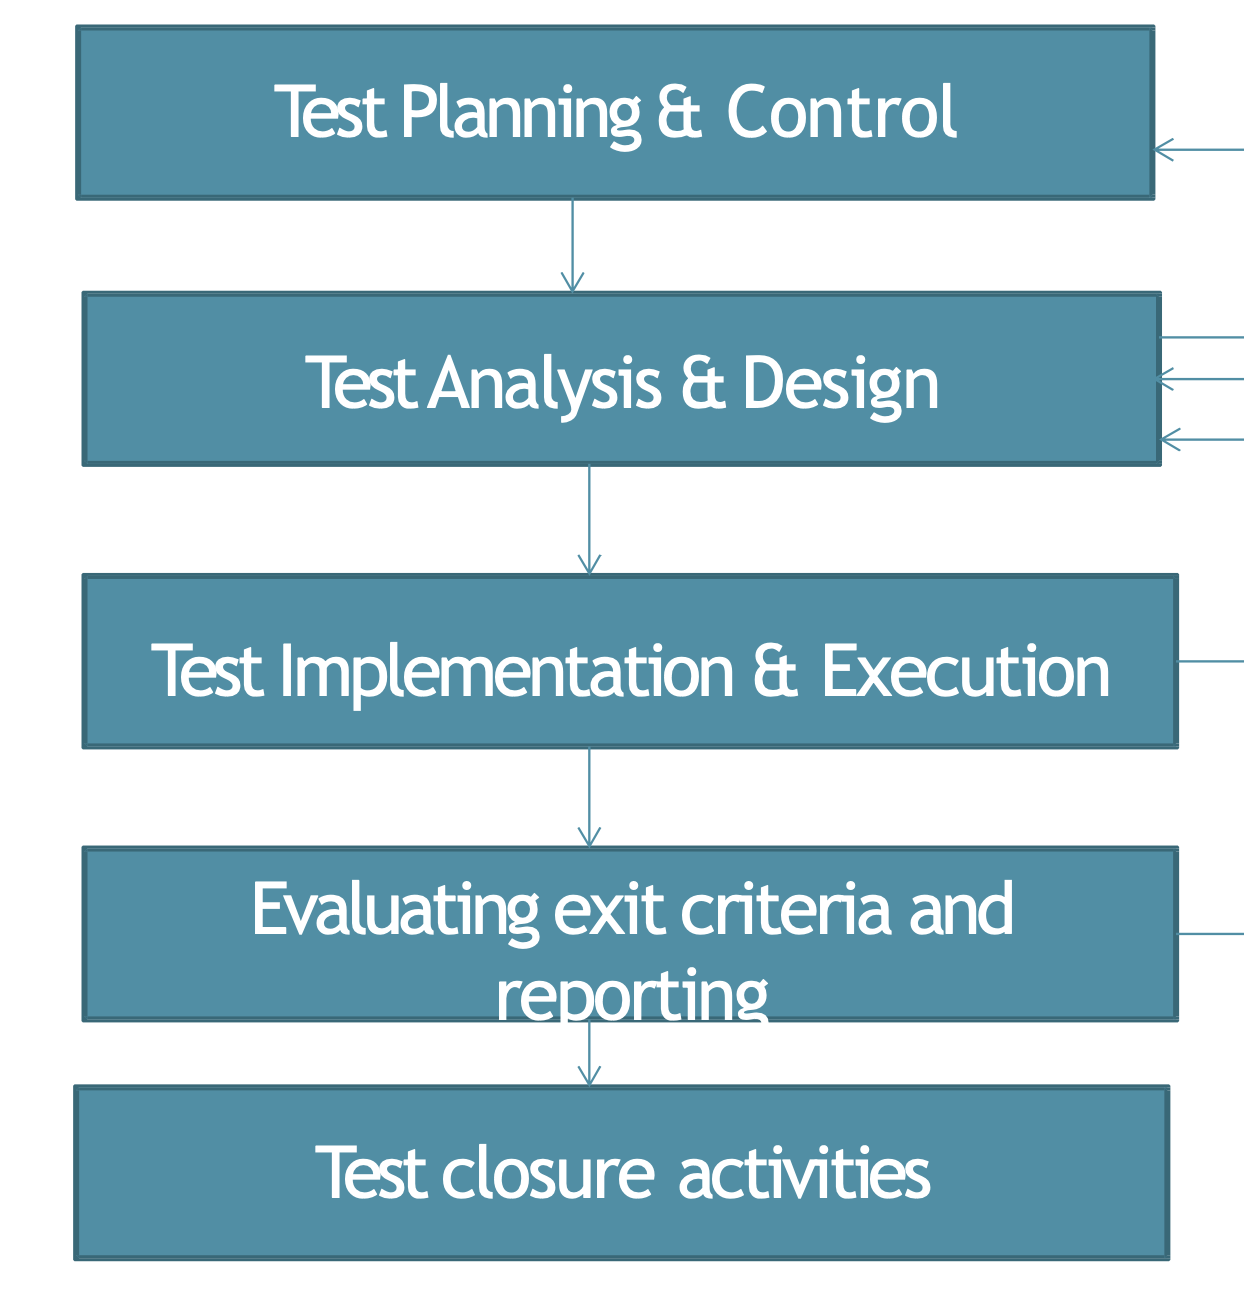 Test Planning & Control
Test Analysis & Design
Test Implementation & Execution
Evaluating exit criteria and
reporting
Test closure activities